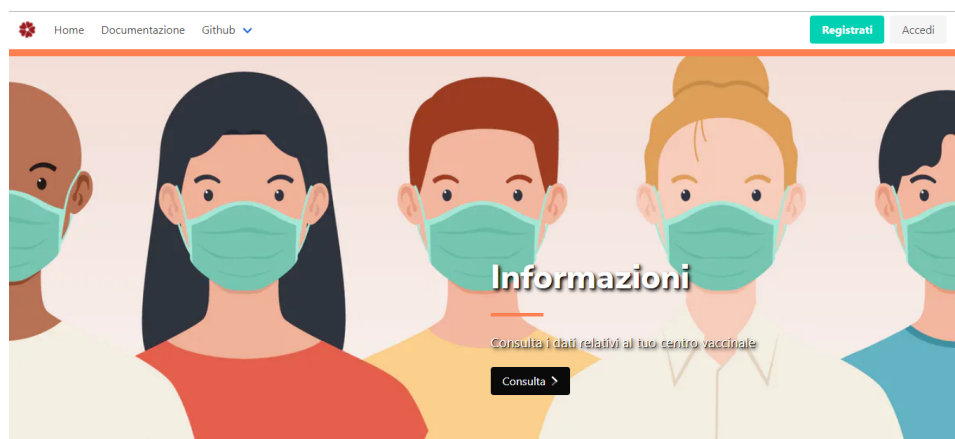 Home Documentazione Github Registrati Accedi
Informazioni
Consulta i dati relativi al tuo centro vaccinale
Consulta